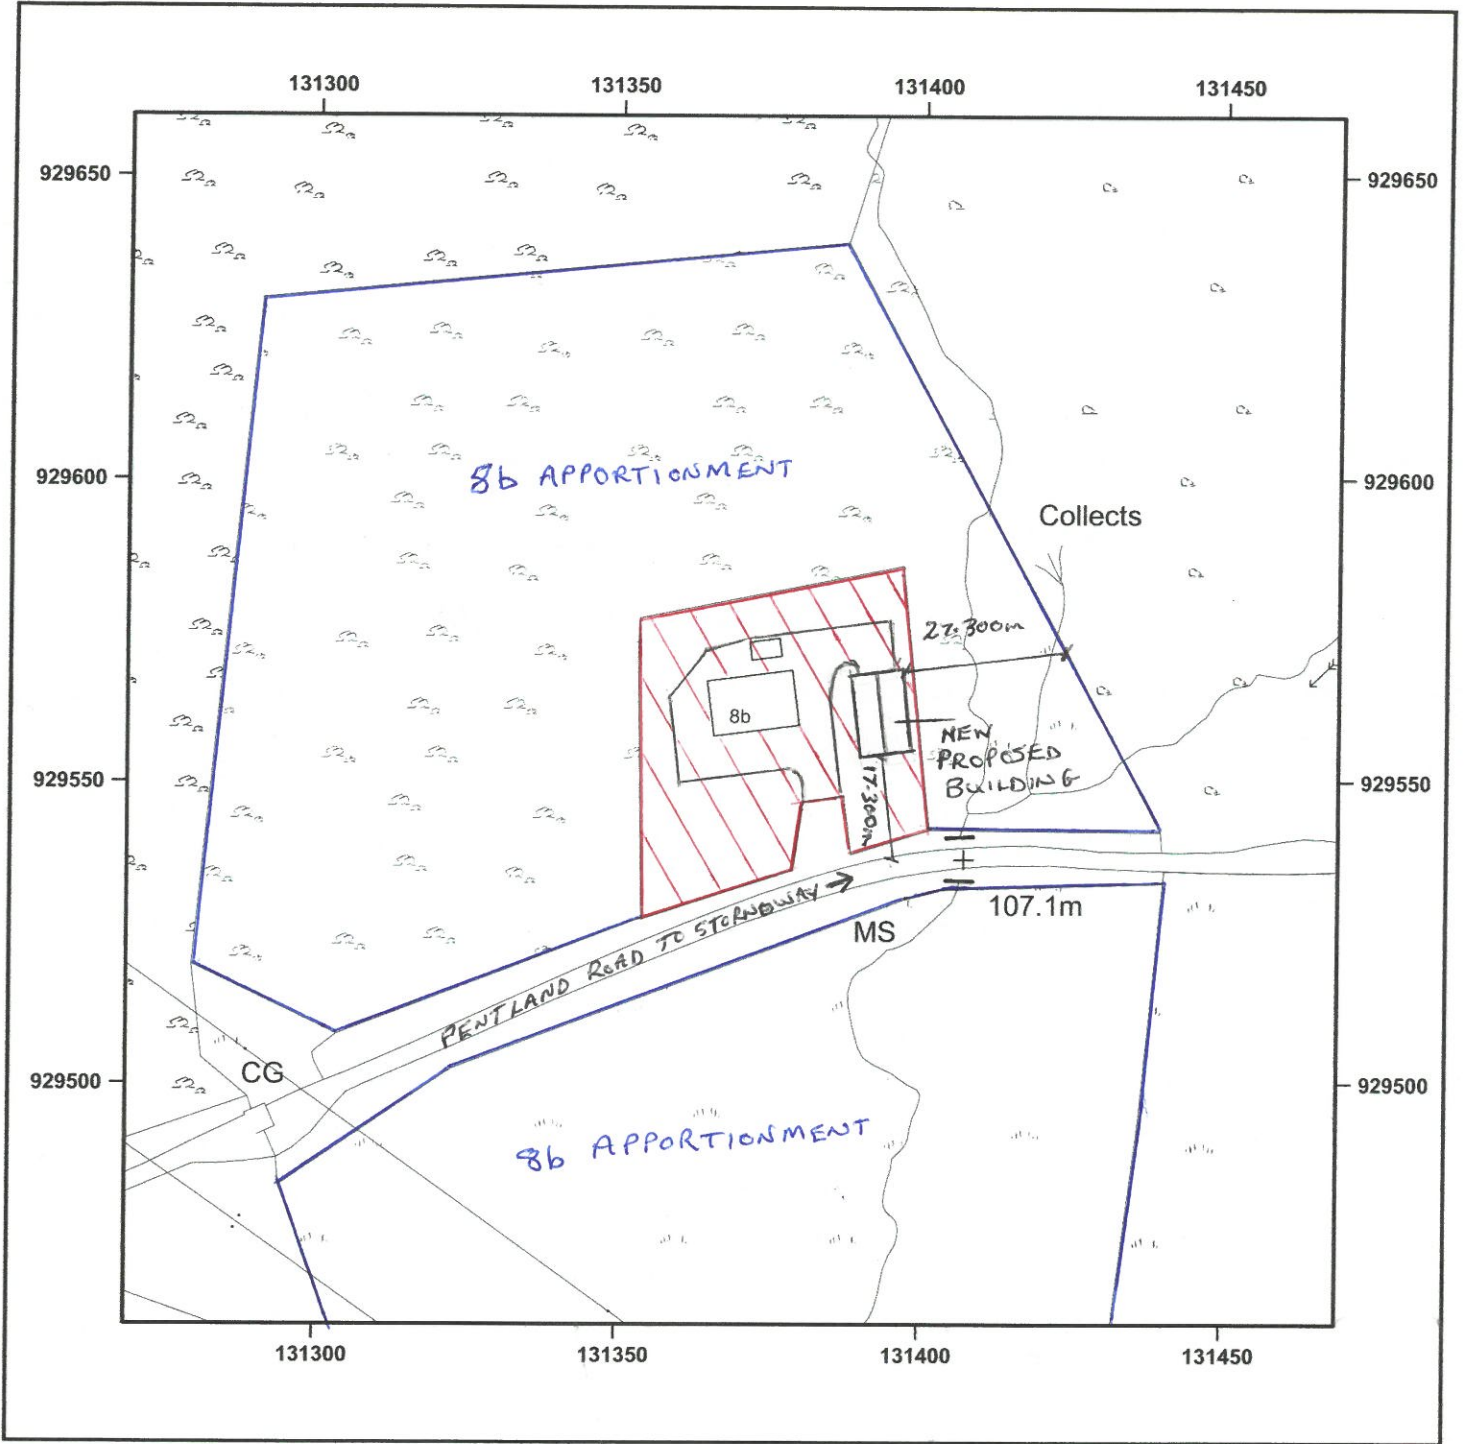 131300 131350 131400 131450
929650 929650
8b APPORTIONMENT
929600 929600
Collects
27.300m
8b
NEW
PROPOSED
BUILDING
17.300m
929550 929550
107.1m
MS
PENTLAND ROAD TO STORNOWAY
CG
929500 929500
8b APPORTIONMENT
131300 131350 131400 131450